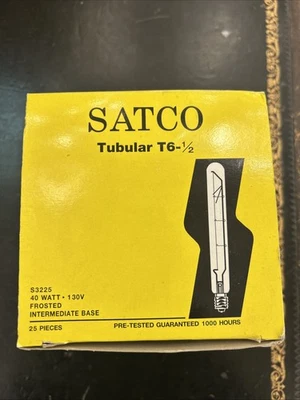 SATCO
Tubular T6-½
S3225
40 WATT • 130V
FROSTED
INTERMEDIATE BASE
25 PIECES
PRE-TESTED GUARANTEED 1000 HOURS